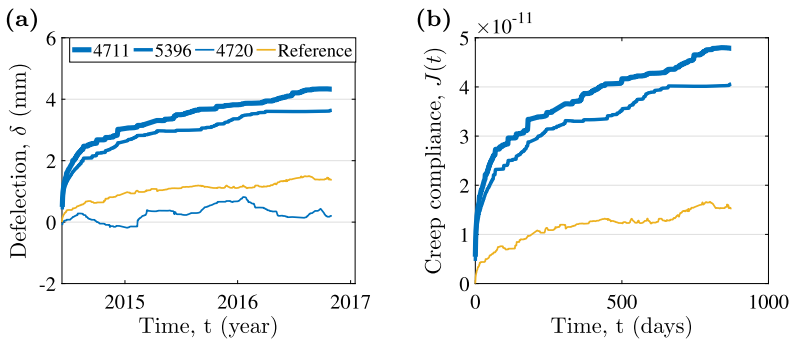 (a)
Defelection, δ (mm)
6
4
2
0
-2
4711 5396 4720 Reference
2015 2016 2017
Time, t (year)
(b)
×10⁻¹¹
Creep compliance, J(t)
5
4
3
2
1
0
0 500 1000
Time, t (days)